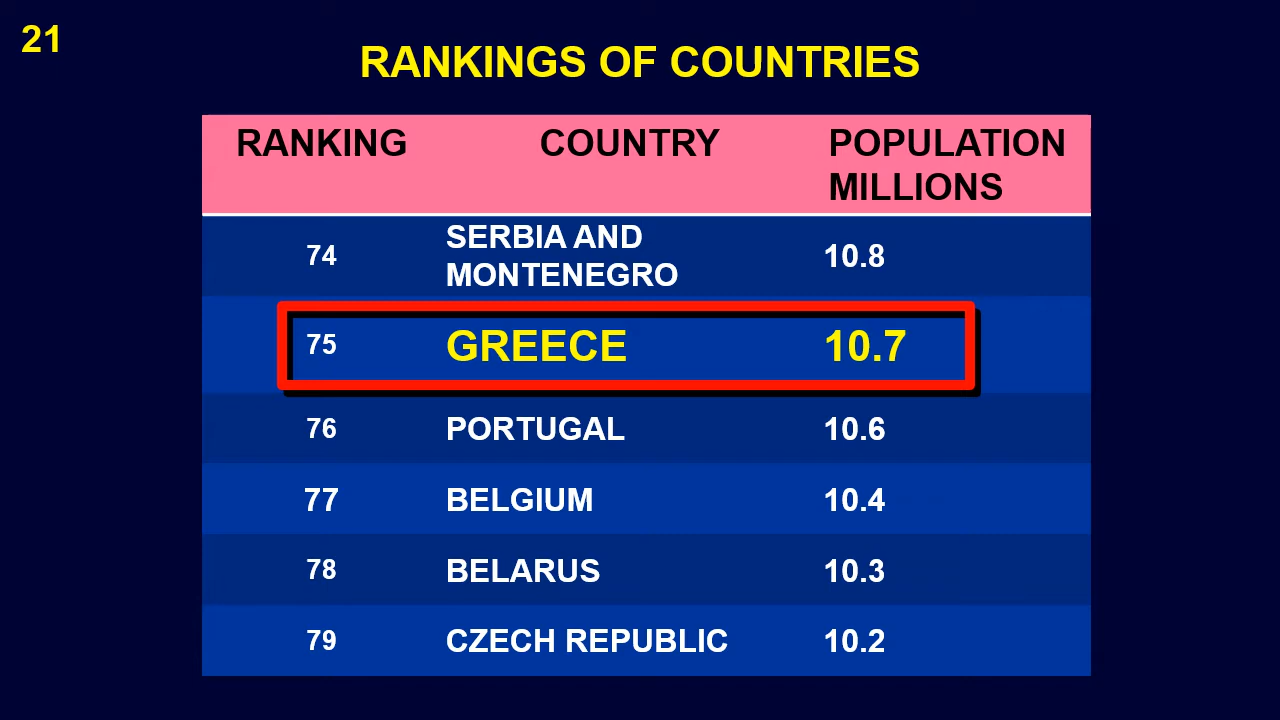 21
RANKINGS OF COUNTRIES
RANKING COUNTRY POPULATION
MILLIONS
74 SERBIA AND
MONTENEGRO 10.8
75 GREECE 10.7
76 PORTUGAL 10.6
77 BELGIUM 10.4
78 BELARUS 10.3
79 CZECH REPUBLIC 10.2